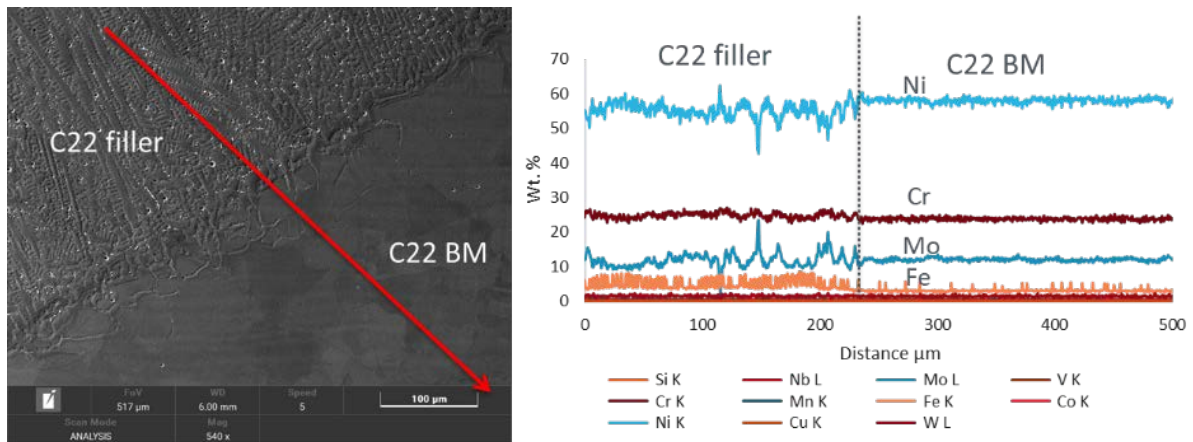 C22 filler
C22 BM
FoV WD Speed
517 µm 6.00 mm 5
100 µm
Scan Mode Mag
ANALYSIS 540 x
C22 filler
C22 BM
Ni
Cr
Mo
Fe
Wt. %
70
60
50
40
30
20
10
0
0 100 200 300 400 500
Distance µm
Si K Nb L Mo L V K
Cr K Mn K Fe K Co K
Ni K Cu K W L